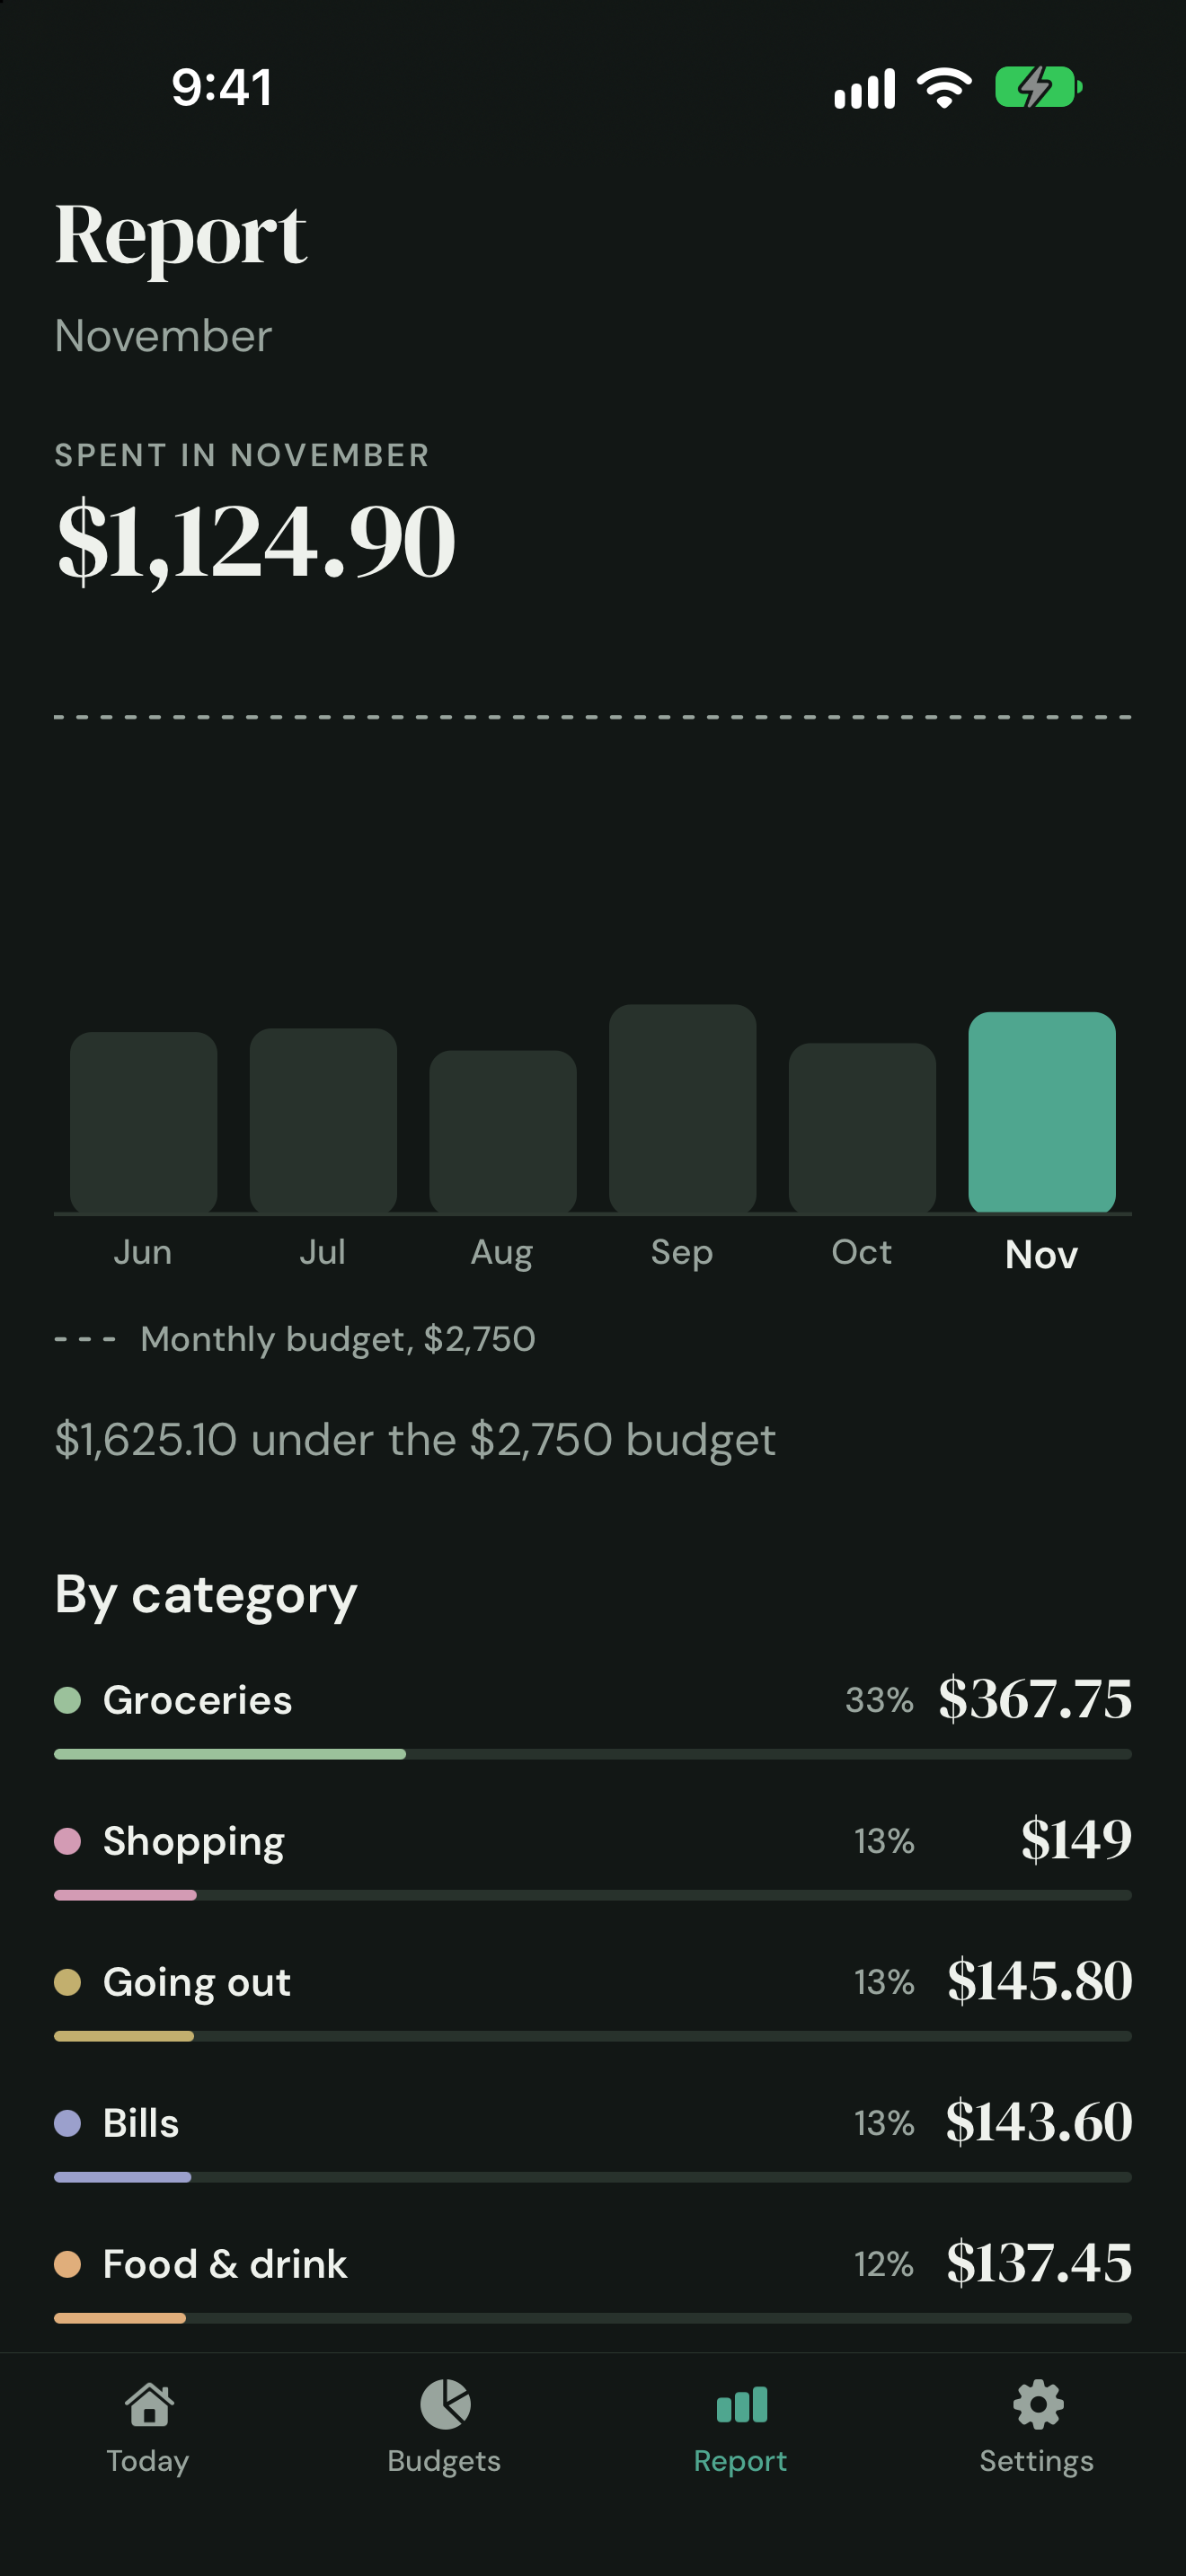 9:41
Report
November
SPENT IN NOVEMBER
$1,124.90
Jun Jul Aug Sep Oct Nov
Monthly budget, $2,750
$1,625.10 under the $2,750 budget
By category
Groceries 33% $367.75
Shopping 13% $149
Going out 13% $145.80
Bills 13% $143.60
Food & drink 12% $137.45
Today Budgets Report Settings